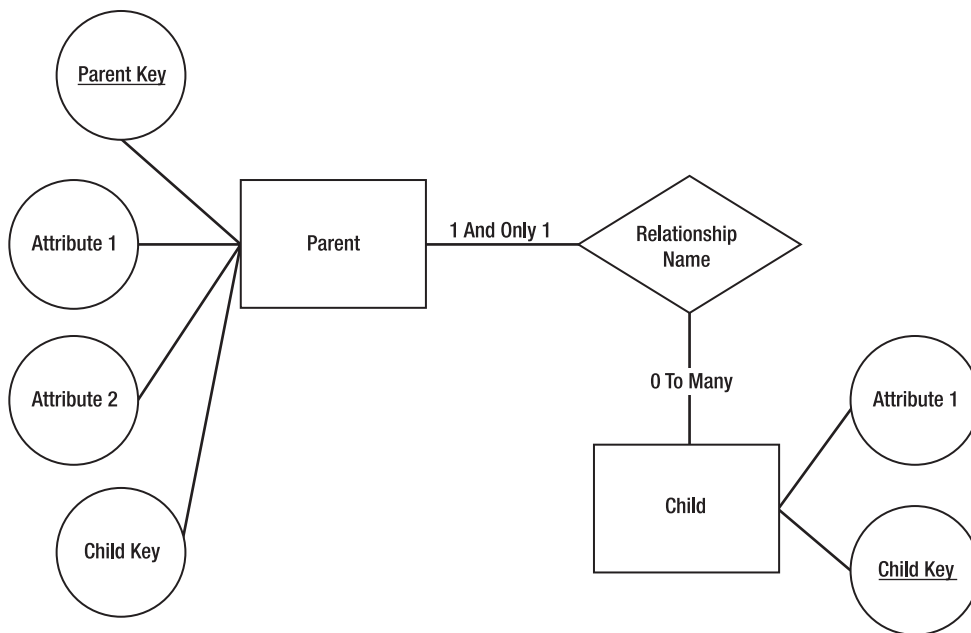 Parent Key
Attribute 1
Parent
1 And Only 1
Relationship
Name
Attribute 2
0 To Many
Attribute 1
Child Key
Child
Child Key